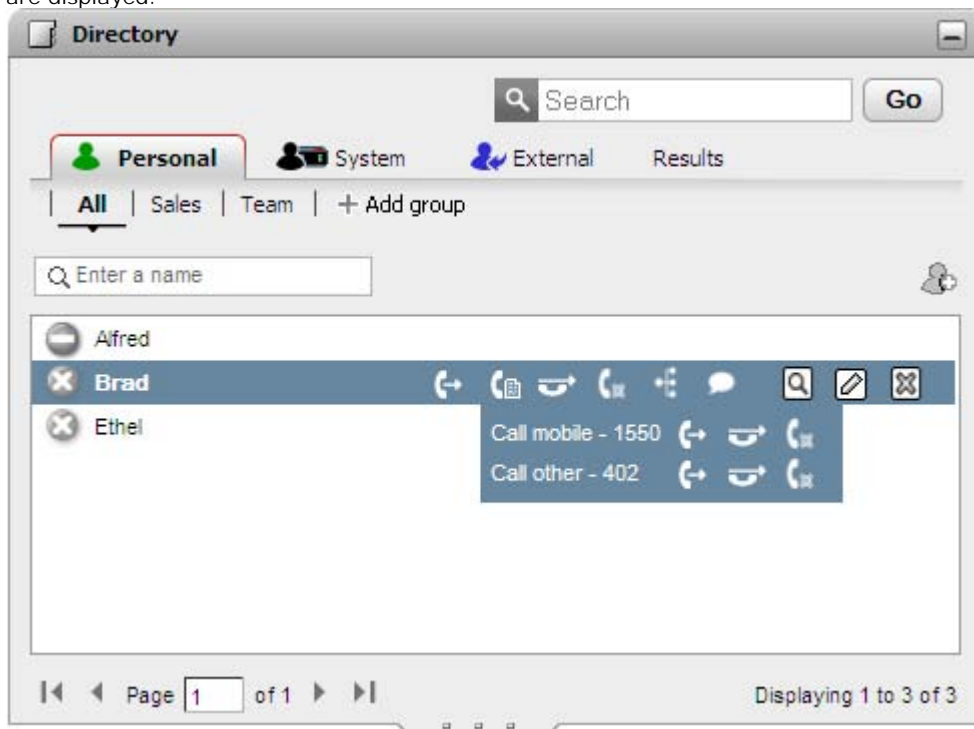 are displayed:
Directory
Search Go
Personal System External Results
All | Sales | Team | + Add group
Enter a name
Alfred
Brad
Call mobile - 1550
Ethel
Call other - 402
Page 1 of 1 Displaying 1 to 3 of 3